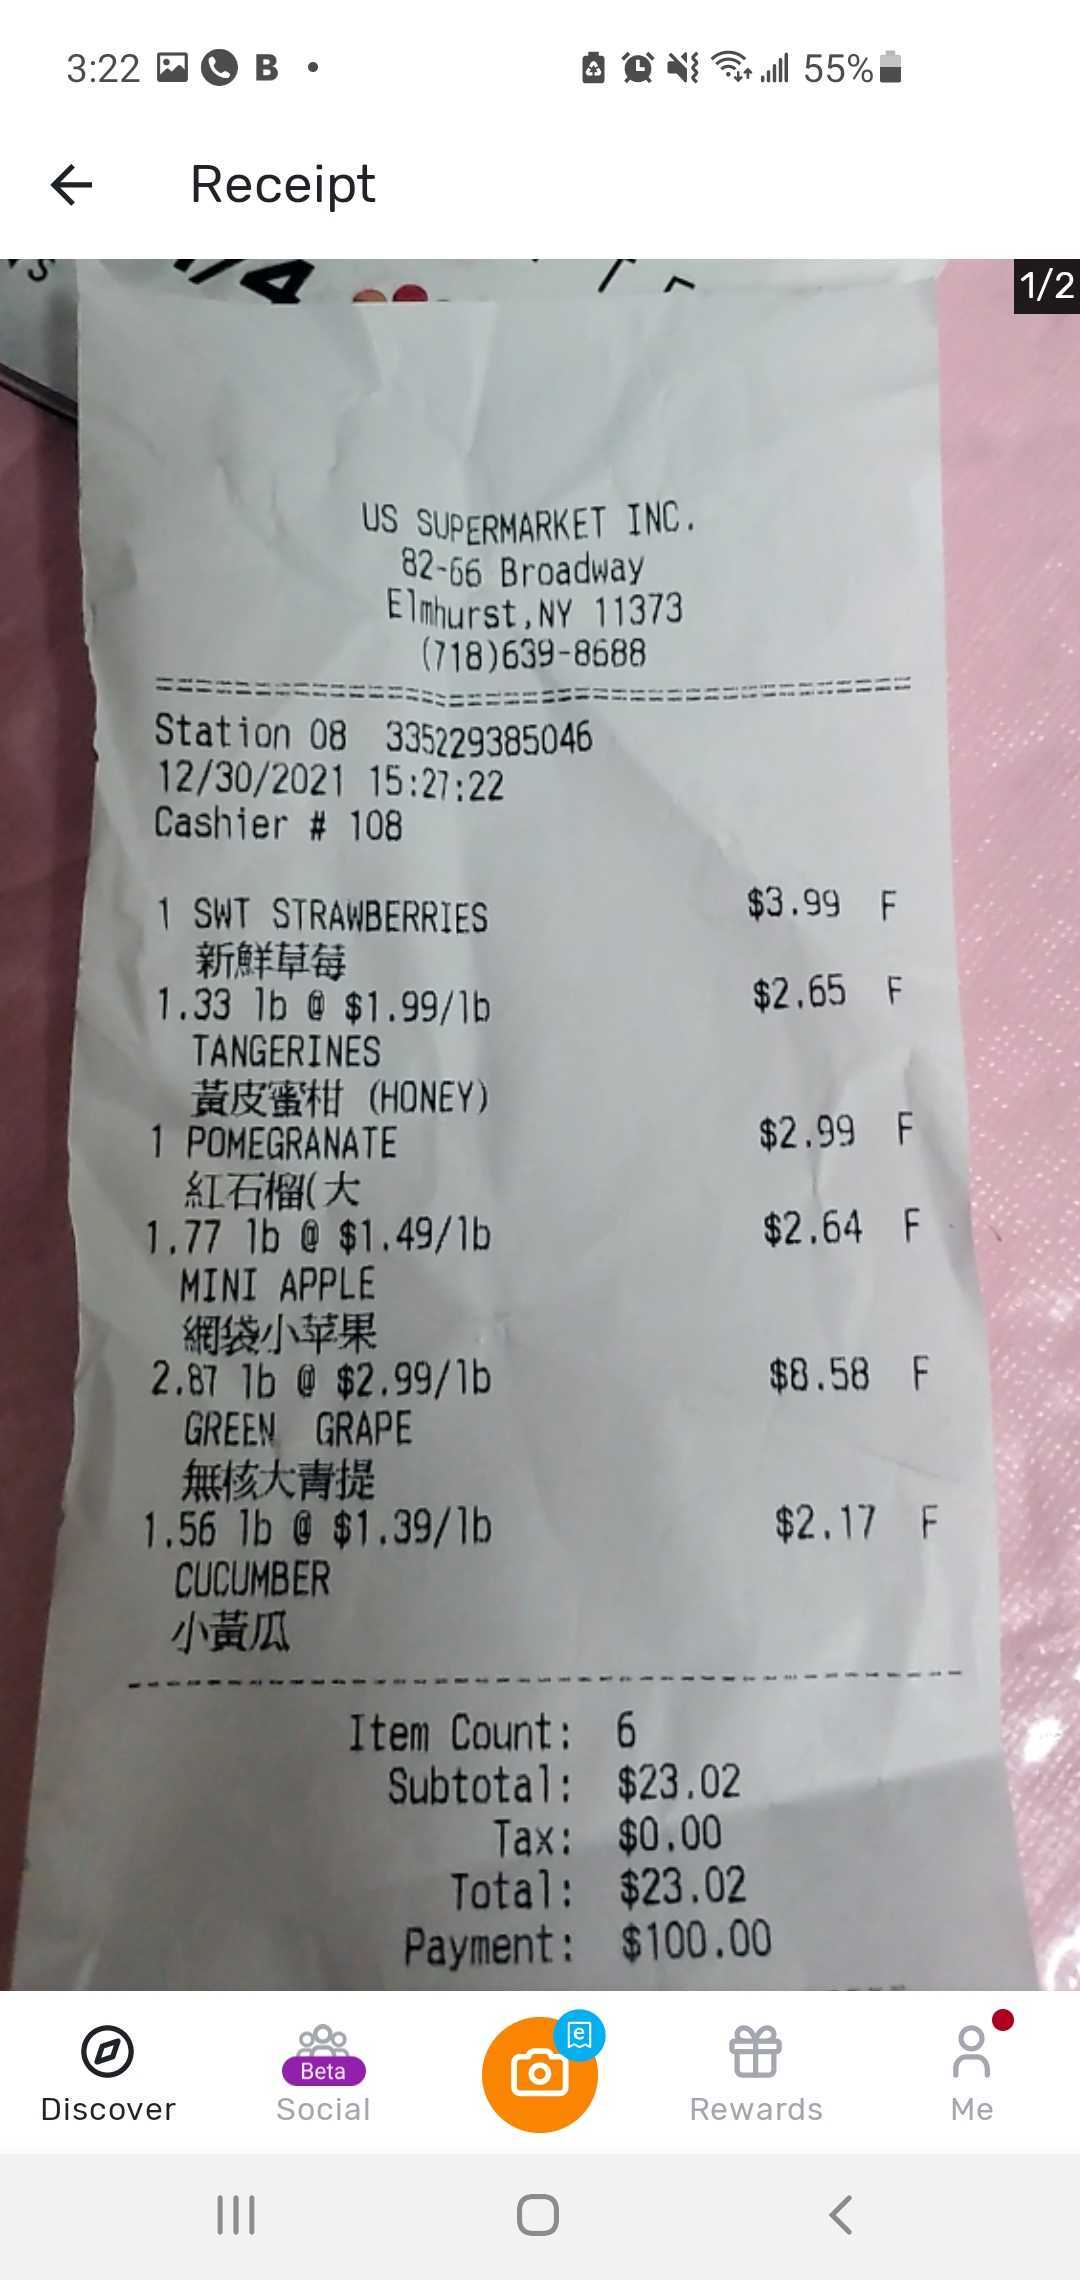 3:22 B 55%
Receipt
1/2
US SUPERMARKET INC.
82-66 Broadway
Elmhurst,NY 11373
(718)639-8688
Station 08 335229385046
12/30/2021 15:27:22
Cashier # 108
1 SWT STRAWBERRIES $3.99 F
新鮮草莓
1.33 lb @ $1.99/lb $2.65 F
TANGERINES
黃皮蜜柑 (HONEY)
1 POMEGRANATE $2.99 F
紅石榴(大
1.77 lb @ $1.49/lb $2.64 F
MINI APPLE
網袋小苹果
2.87 lb @ $2.99/lb $8.58 F
GREEN GRAPE
無核大青提
1.56 lb @ $1.39/lb $2.17 F
CUCUMBER
小黃瓜
Item Count: 6
Subtotal: $23.02
Tax: $0.00
Total: $23.02
Payment: $100.00
Discover
Beta
Social
e
Rewards
Me